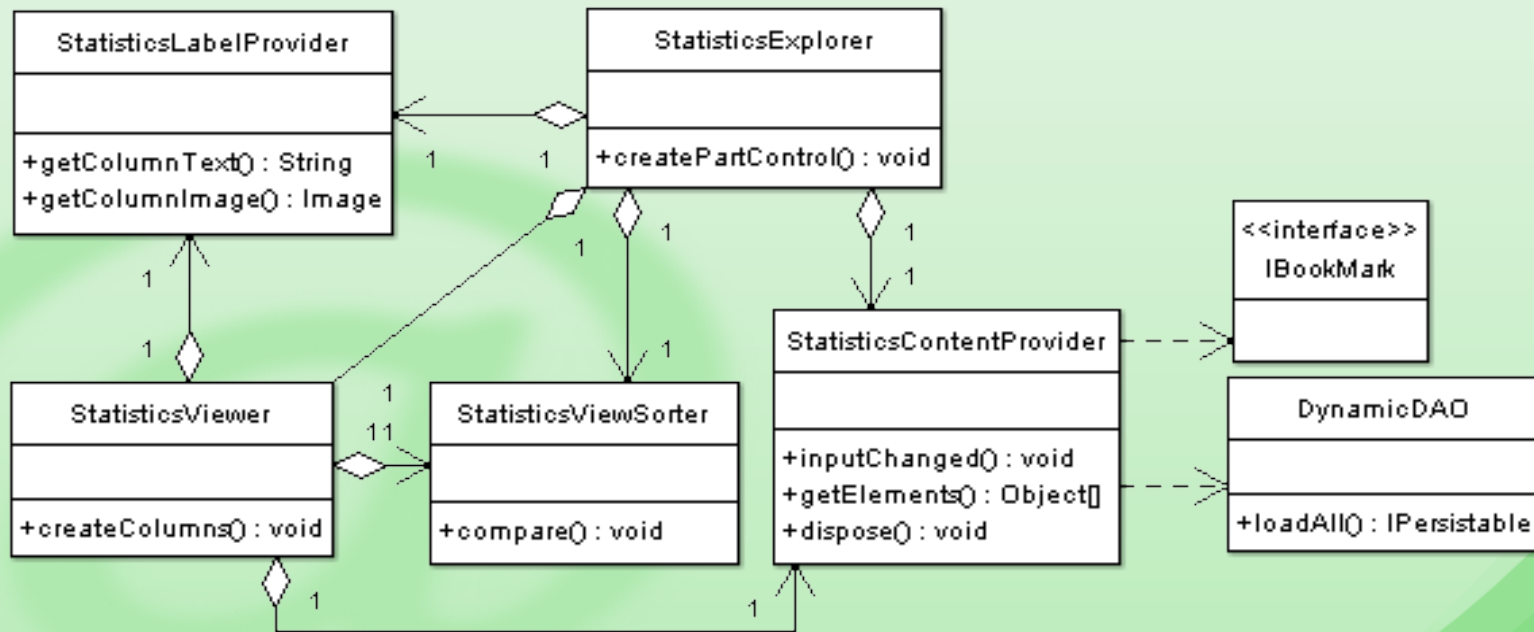 StatisticsLabelProvider
+getColumnText() : String
+getColumnImage() : Image
StatisticsExplorer
+createPartControl() : void
1
1
1
1
1
1
1
1
1
1
<<interface>>
IBookMark
StatisticsViewer
+createColumns() : void
11
StatisticsViewSorter
+compare() : void
StatisticsContentProvider
+inputChanged() : void
+getElements() : Object[]
+dispose() : void
DynamicDAO
+loadAll() : IPersistable
1
1